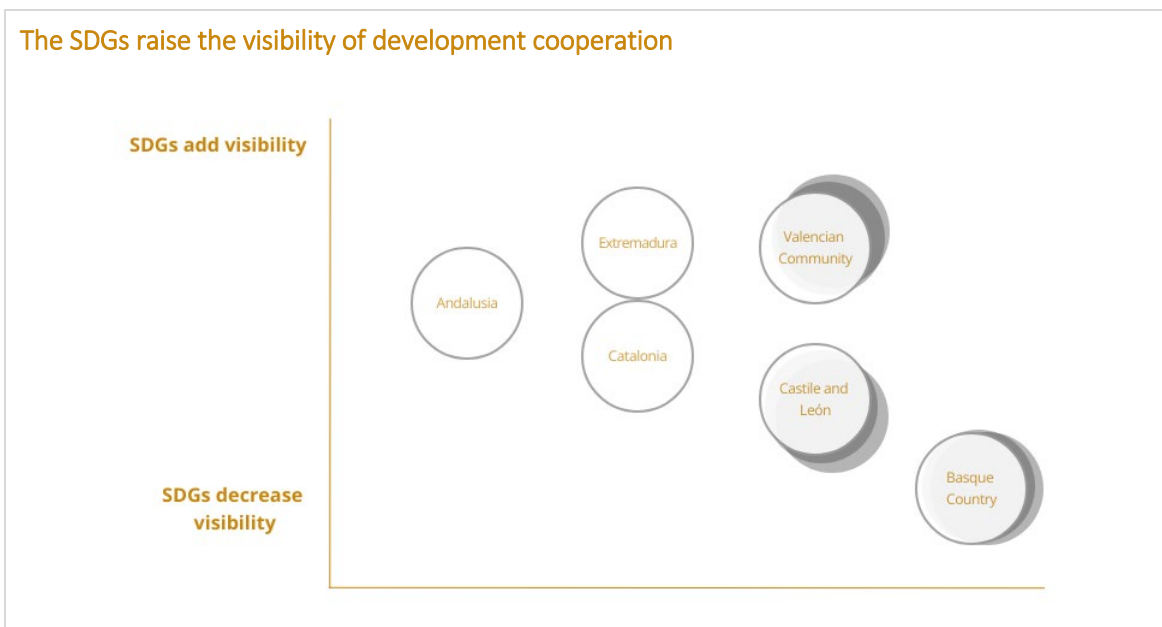 The SDGs raise the visibility of development cooperation
SDGs add visibility
Extremadura
Valencian
Community
Andalusia
Catalonia
Castile and
León
SDGs decrease
visibility
Basque
Country